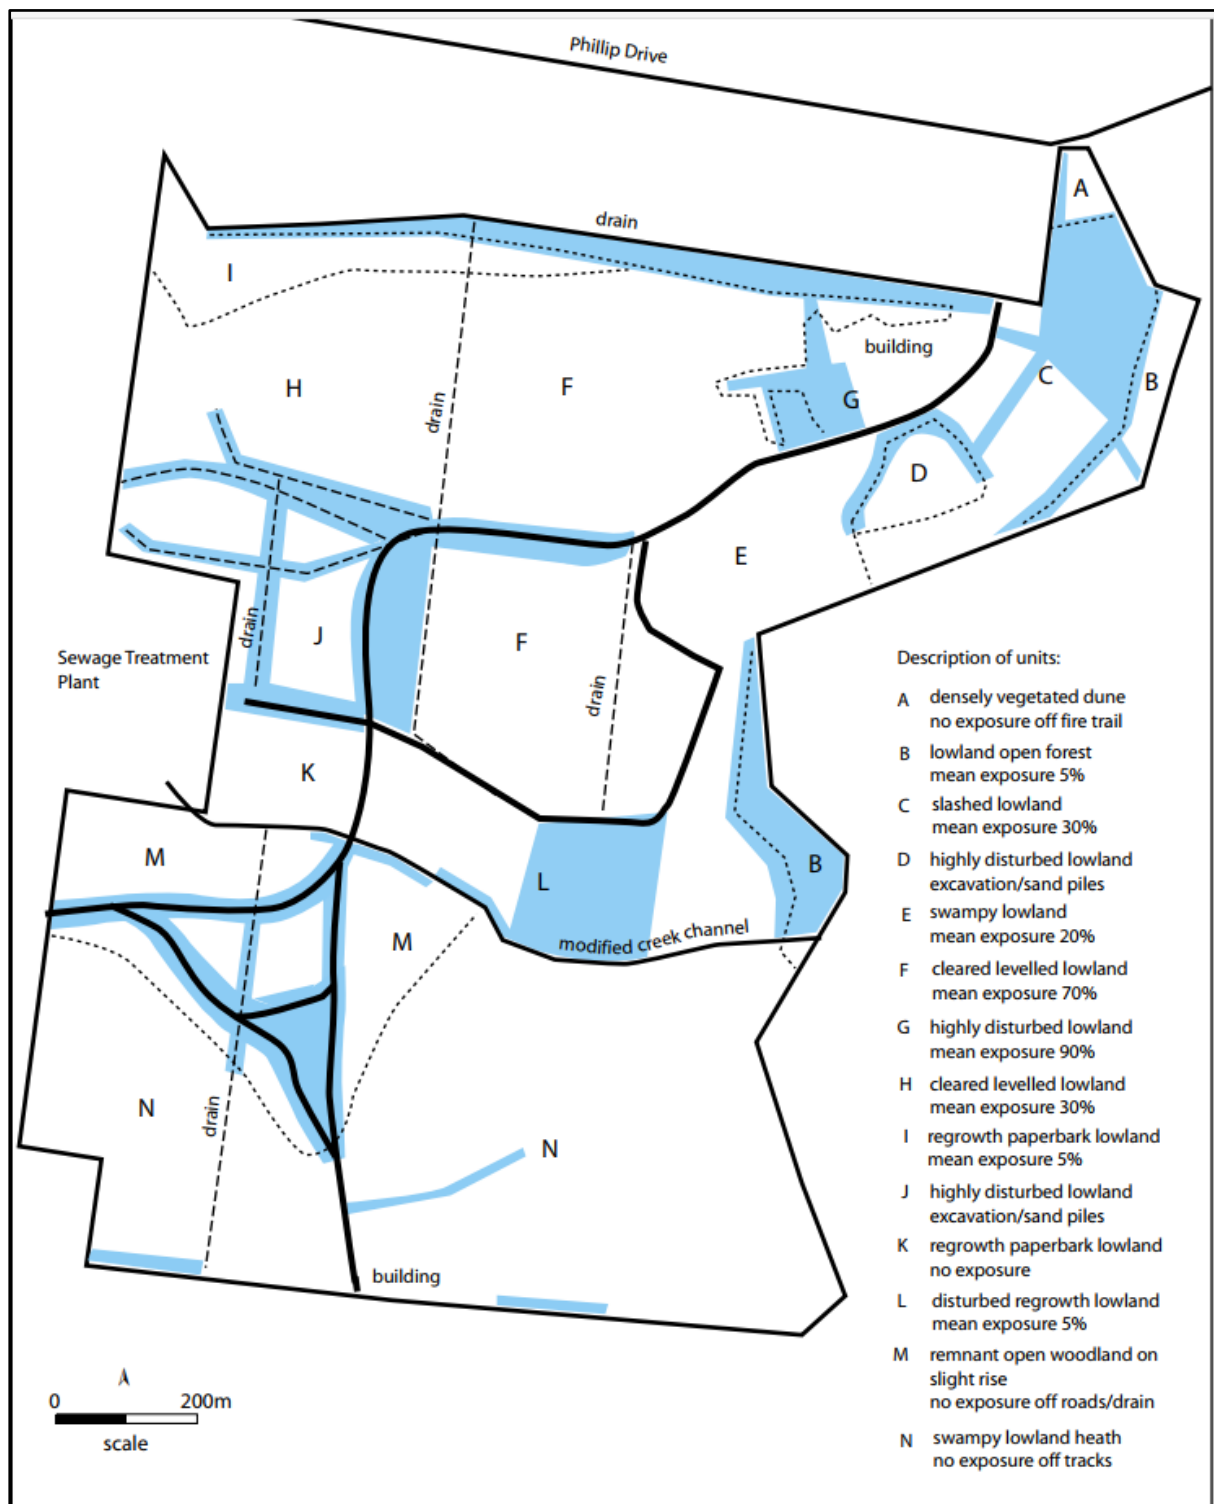 Phillip Drive
A
drain
I
building
H
F
C
B
drain
G
D
E
drain
J
F
Sewage Treatment
Plant
drain
K
M
L
B
M
modified creek channel
N
drain
N
building
0 200m
scale
Description of units:
A densely vegetated dune
no exposure off fire trail
B lowland open forest
mean exposure 5%
C slashed lowland
mean exposure 30%
D highly disturbed lowland
excavation/sand piles
E swampy lowland
mean exposure 20%
F cleared levelled lowland
mean exposure 70%
G highly disturbed lowland
mean exposure 90%
H cleared levelled lowland
mean exposure 30%
I regrowth paperbark lowland
mean exposure 5%
J highly disturbed lowland
excavation/sand piles
K regrowth paperbark lowland
no exposure
L disturbed regrowth lowland
mean exposure 5%
M remnant open woodland on
slight rise
no exposure off roads/drain
N swampy lowland heath
no exposure off tracks